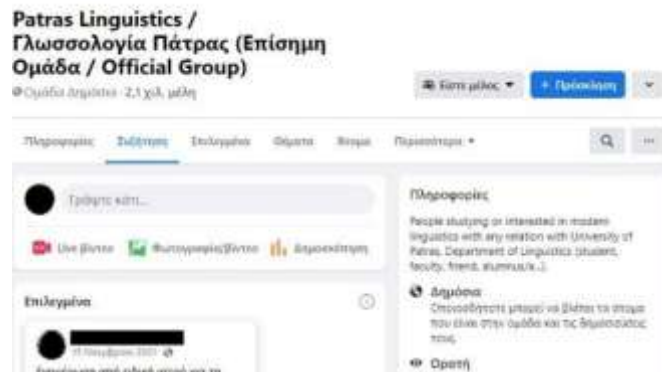 Patras Linguistics /
Γλωσσολογία Πάτρας (Επίσημη
Ομάδα / Official Group)
Ομάδα Δημόσια · 2,1 χιλ. μέλη
Είστε μέλος
+ Πρόσκληση
Πληροφορίες Συζήτηση Επιλεγμένα Θέματα Άτομα Περισσότερα
Γράψτε κάτι...
Live βίντεο Φωτογραφία/βίντεο Δημοσκόπηση
Επιλεγμένα
Πληροφορίες
People studying or interested in modern
linguistics with any relation with University of
Patras, Department of Linguistics (student,
faculty, friend, alumnus/a..).
Δημόσια
Οποιοσδήποτε μπορεί να βλέπει τα άτομα
που είναι στην ομάδα και τις δημοσιεύσεις
τους.
Ορατή